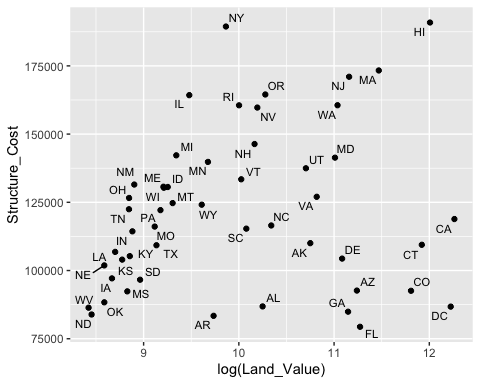 NY
HI
175000
MA
NJ
OR
IL
RI
WA
NV
150000
MI
NH
MD
MN
UT
NM
ME
ID
VT
OH
WI
MT
VA
125000
WY
TN
PA
NC
CA
SC
MO
IN
KY
TX
AK
DE
CT
LA
100000
NE
KS
SD
AZ
CO
IA
MS
WV
OK
AL
GA
DC
ND
AR
FL
75000
9
10
11
12
Structure_Cost
log(Land_Value)